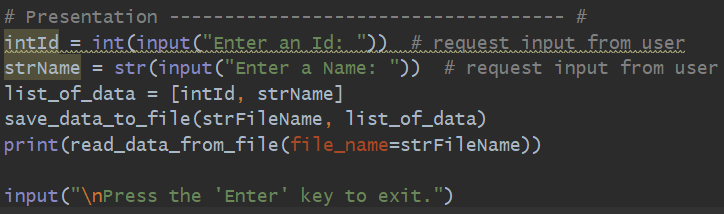 # Presentation ----------------------------------- #
intId = int(input("Enter an Id: "))  # request input from user
strName = str(input("Enter a Name: "))  # request input from user
list_of_data = [intId, strName]
save_data_to_file(strFileName, list_of_data)
print(read_data_from_file(file_name=strFileName))
input("\nPress the 'Enter' key to exit.")